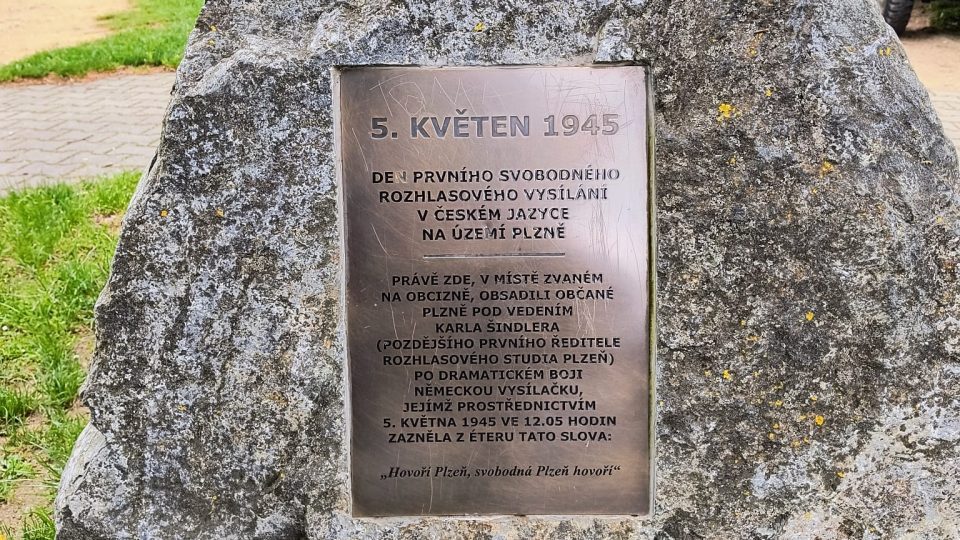 5. KVĚTEN 1945
DEN PRVNÍHO SVOBODNÉHO
ROZHLASOVÉHO VYSÍLÁNÍ
V ČESKÉM JAZYCE
NA ÚZEMÍ PLZNĚ
PRÁVĚ ZDE, V MÍSTĚ ZVANÉM
NA OBCIZNĚ, OBSADILI OBČANÉ
PLZNĚ POD VEDENÍM
KARLA ŠINDLERA
(POZDĚJŠÍHO PRVNÍHO ŘEDITELE
ROZHLASOVÉHO STUDIA PLZEŇ)
PO DRAMATICKÉM BOJI
NĚMECKOU VYSÍLAČKU,
JEJÍMŽ PROSTŘEDNICTVÍM
5. KVĚTNA 1945 VE 12.05 HODIN
ZAZNĚLA Z ÉTERU TATO SLOVA:
„Hovoří Plzeň, svobodná Plzeň hovoří“